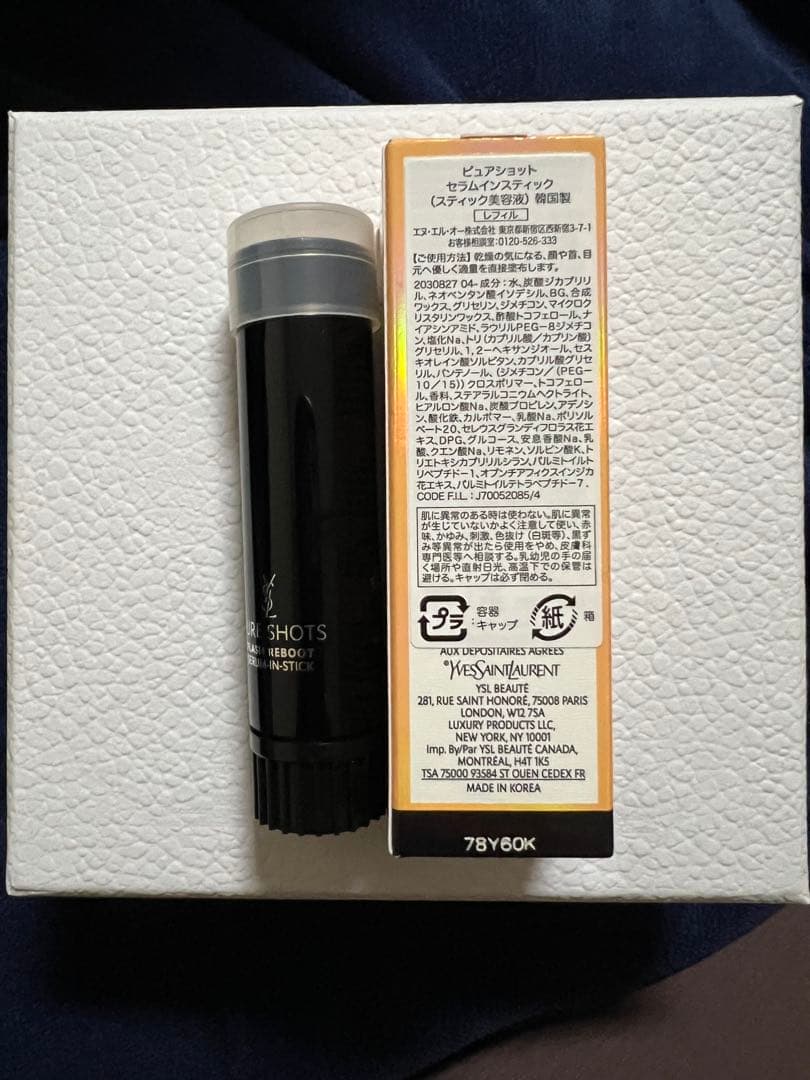 SHOTS
REBOOT
-IN-STICK
ピュアショット
セラムインスティック
(スティック美容液) 韓国製
レフィル
エヌ・エル・オー株式会社 東京都新宿区西新宿3-7-1
お客様相談室:0120-526-333
【ご使用方法】乾燥の気になる、顔や首、目
元へ優しく適量を直接塗布します。
2030827 04- 成分:水、炭酸ジカプリリ
ル、ネオペンタン酸イソデシル、BG、合成
ワックス、グリセリン、ジメチコン、マイクロク
リスタリンワックス、酢酸トコフェロール、ナ
イアシンアミド、ラウリルPEG-8ジメチコ
ン、塩化Na、トリ(カプリル酸/カプリン酸)
グリセリル、1,2-ヘキサンジオール、セス
キオレイン酸ソルビタン、カプリル酸グリセ
リル、パンテノール、(ジメチコン/(PEG-
10/15))クロスポリマー、トコフェロー
ル、香料、ステアラルコニウムヘクトライト、
ヒアルロン酸Na、炭酸プロピレン、アデノシ
ン、酸化鉄、カルボマー、乳酸Na、ポリソル
ベート20、セレウスグランディフロラス花エ
キス、DPG、グルコース、安息香酸Na、乳
酸、クエン酸Na、リモネン、ソルビン酸K、ト
リエトキシカプリリルシラン、パルミトイルト
リペプチド-1、オプンチアフィクスインジカ
花エキス、パルミトイルテトラペプチド-7 .
CODE F.I.L. : J70052085/4
肌に異常のある時は使わない。肌に異常
が生じていないかよく注意して使い、赤
味、かゆみ、刺激、色抜け(白斑等)、黒ず
み等異常が出たら使用をやめ、皮膚科
専門医等へ相談する。乳幼児の手の届
く場所や直射日光、高温下での保管は
避ける。キャップは必ず閉める。
プラ :容器 キャップ 紙 箱
AUX DÉPOSITAIRES AGRÉÉS
®YVESSAINTLAURENT
YSL BEAUTÉ
281, RUE SAINT HONORÉ, 75008 PARIS
LONDON, W12 7SA
LUXURY PRODUCTS LLC,
NEW YORK, NY 10001
Imp. By/Par YSL BEAUTÉ CANADA,
MONTRÉAL, H4T 1K5
TSA 75000 93584 ST OUEN CEDEX FR
MADE IN KOREA
78Y60K